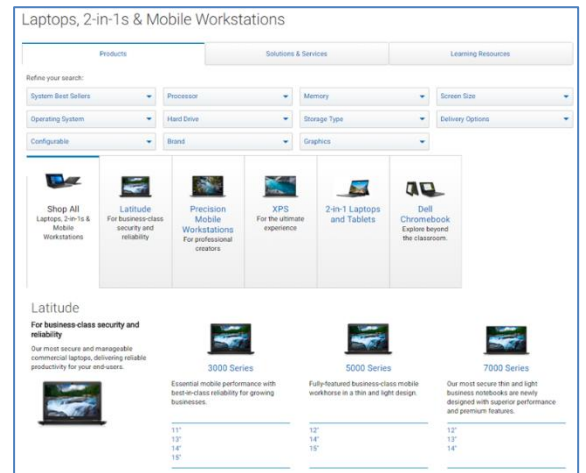 Laptops, 2-in-1s & Mobile Workstations
Products
Solutions & Services
Learning Resources
Refine your search:
System Best Sellers
Processor
Memory
Screen Size
Operating System
Hard Drive
Storage Type
Delivery Options
Configurable
Brand
Graphics
Shop All
Laptops, 2-in-1s &
Mobile
Workstations
Latitude
For business-class
security and
reliability
Precision
Mobile
Workstations
For professional
creators
XPS
For the ultimate
experience
2-in-1 Laptops
and Tablets
Dell
Chromebook
Explore beyond
the classroom.
Latitude
For business-class security and
reliability
Our most secure and manageable
commercial laptops, delivering reliable
productivity for your end-users.
3000 Series
Essential mobile performance with
best-in-class reliability for growing
businesses.
11"
13"
14"
15"
5000 Series
Fully-featured business-class mobile
workhorse in a thin and light design.
12"
14"
15"
7000 Series
Our most secure thin and light
business notebooks are newly
designed with superior performance
and premium features.
12"
13"
14"